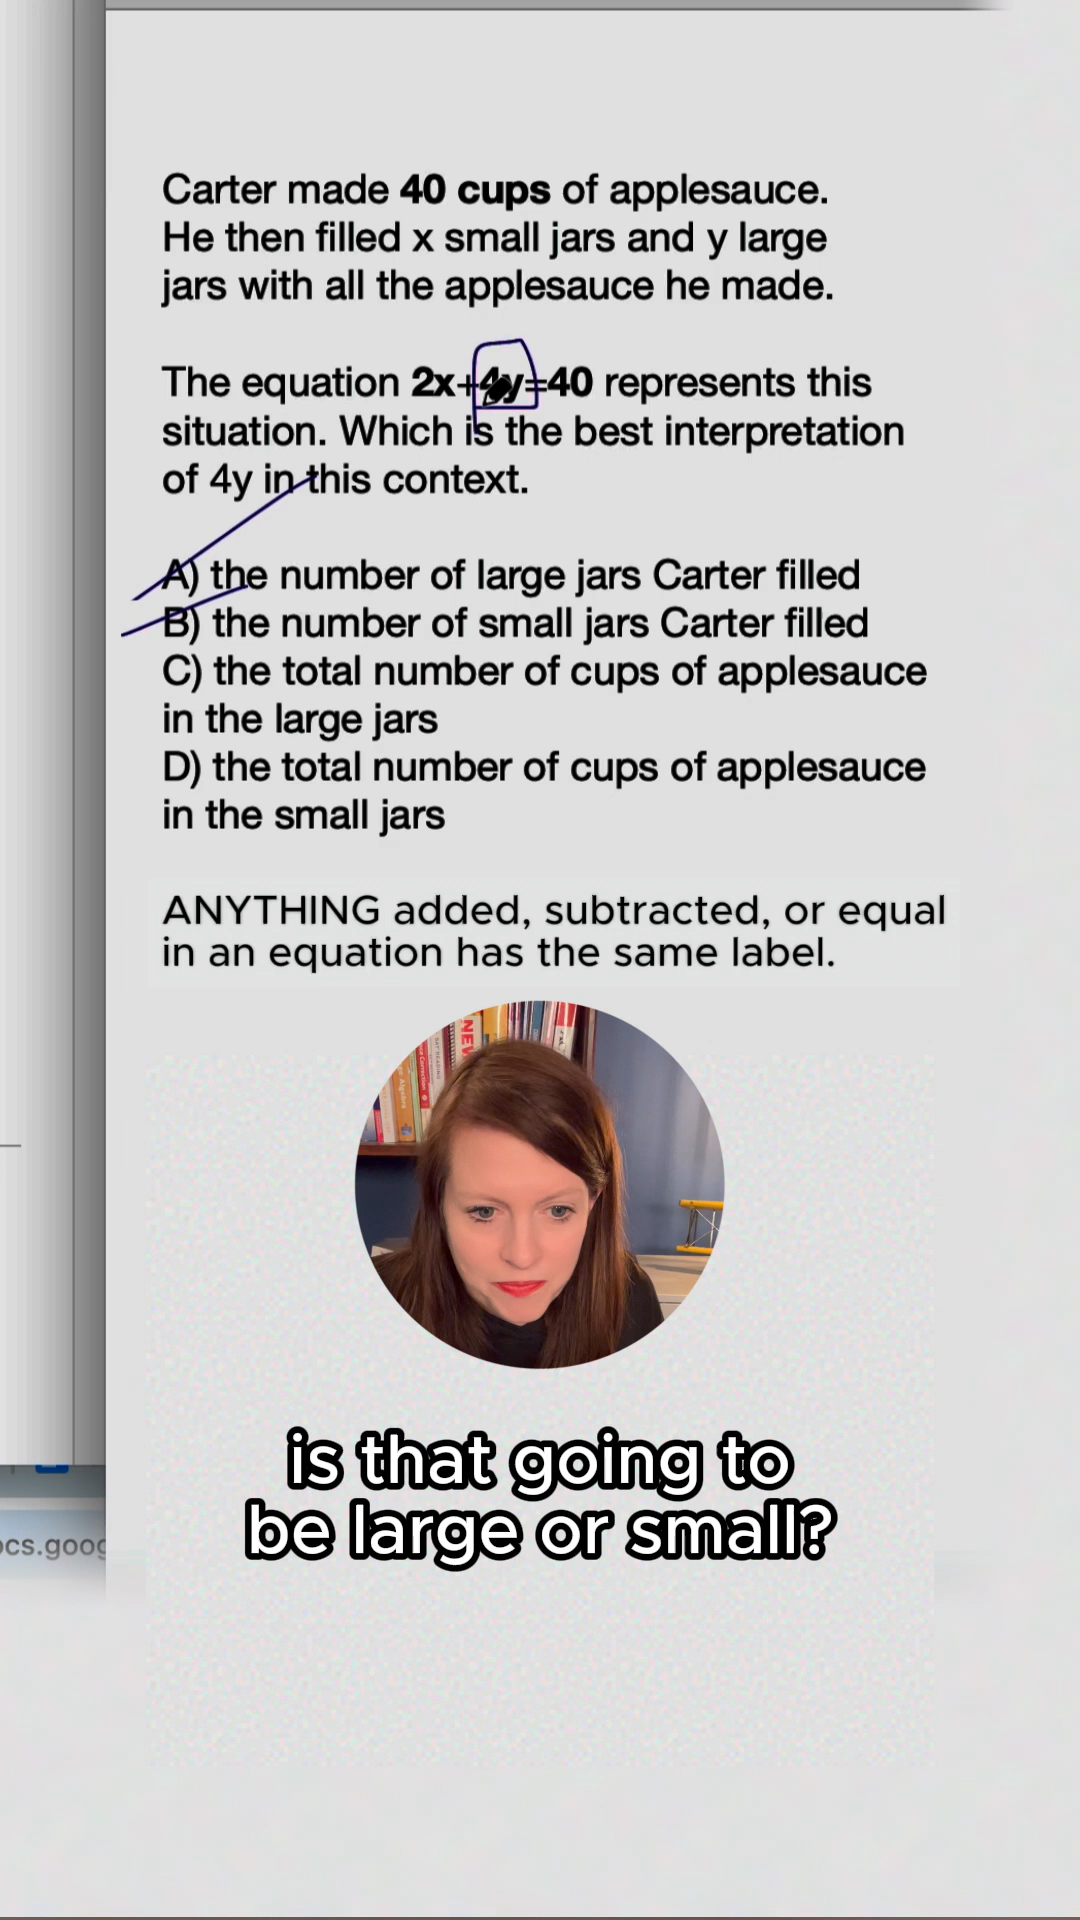 Carter made 40 cups of applesauce.
He then filled x small jars and y large
jars with all the applesauce he made.
The equation 2x+4y=40 represents this
situation. Which is the best interpretation
of 4y in this context.
A) the number of large jars Carter filled
B) the number of small jars Carter filled
C) the total number of cups of applesauce
in the large jars
D) the total number of cups of applesauce
in the small jars
ANYTHING added, subtracted, or equal
in an equation has the same label.
NEW
Algebra
is that going to
be large or small?
ocs.goog